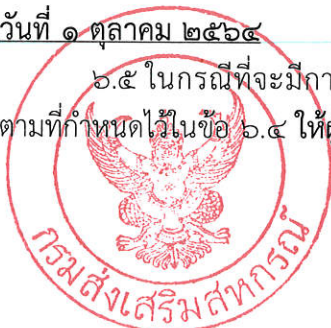 วันที่ ๑ ตุลาคม ๒๕๖๔
๖.๕ ในกรณีที่จะมีกา
ตามที่กำหนดไว้ในข้อ ๖.๔ ให้
กรมส่งเสริมสหกรณ์